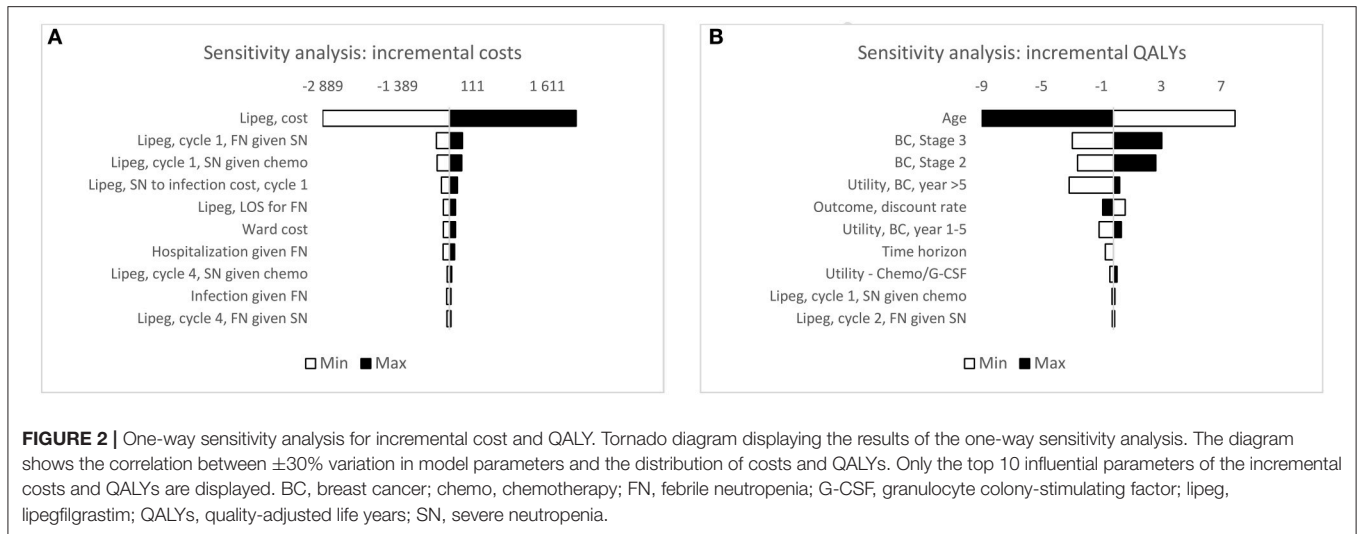 A
Sensitivity analysis: incremental costs
-2 889 -1 389 111 1 611
Lipeg, cost
Lipeg, cycle 1, FN given SN
Lipeg, cycle 1, SN given chemo
Lipeg, SN to infection cost, cycle 1
Lipeg, LOS for FN
Ward cost
Hospitalization given FN
Lipeg, cycle 4, SN given chemo
Infection given FN
Lipeg, cycle 4, FN given SN
Min Max
B
Sensitivity analysis: incremental QALYs
-9 -5 -1 3 7
Age
BC, Stage 3
BC, Stage 2
Utility, BC, year >5
Outcome, discount rate
Utility, BC, year 1-5
Time horizon
Utility - Chemo/G-CSF
Lipeg, cycle 1, SN given chemo
Lipeg, cycle 2, FN given SN
Min Max
FIGURE 2 | One-way sensitivity analysis for incremental cost and QALY. Tornado diagram displaying the results of the one-way sensitivity analysis. The diagram
shows the correlation between ±30% variation in model parameters and the distribution of costs and QALYs. Only the top 10 influential parameters of the incremental
costs and QALYs are displayed. BC, breast cancer; chemo, chemotherapy; FN, febrile neutropenia; G-CSF, granulocyte colony-stimulating factor; lipeg,
lipegfilgrastim; QALYs, quality-adjusted life years; SN, severe neutropenia.